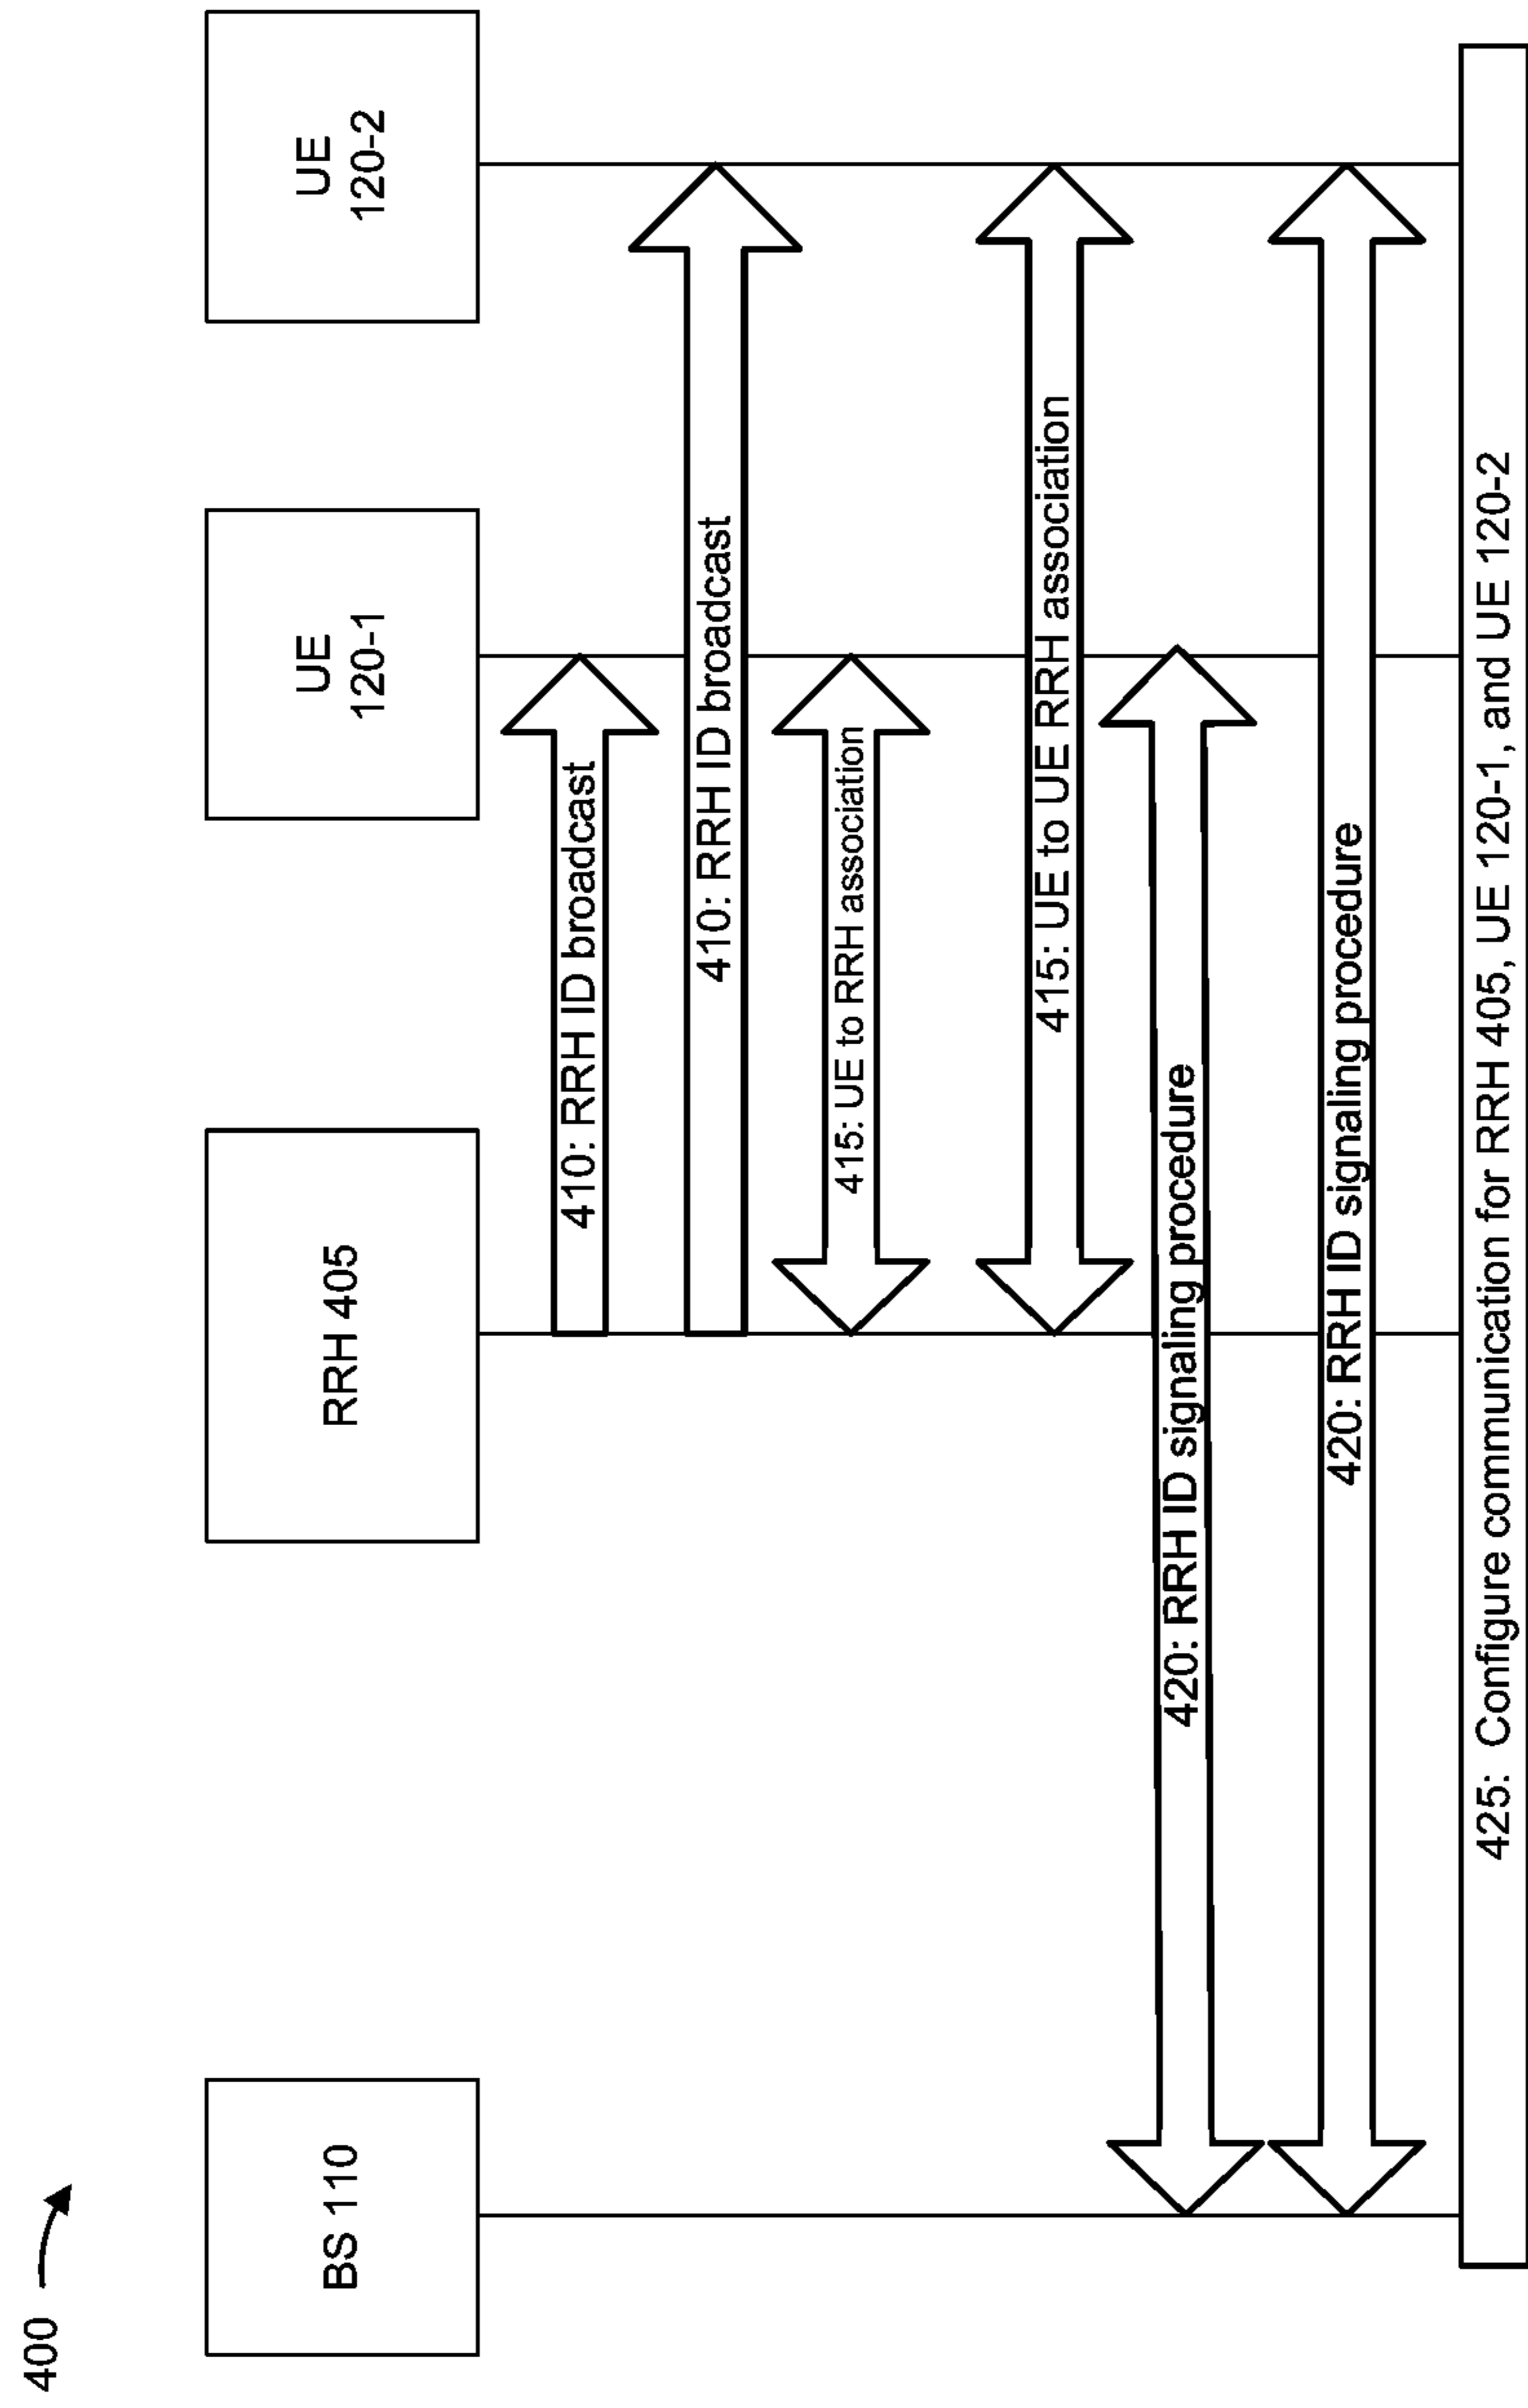 400
BS 110
RRH 405
UE
120-1
UE
120-2
410: RRH ID broadcast
410: RRH ID broadcast
415: UE to RRH association
415: UE to UE RRH association
420: RRH ID signaling procedure
420: RRH ID signaling procedure
425: Configure communication for RRH 405, UE 120-1, and UE 120-2